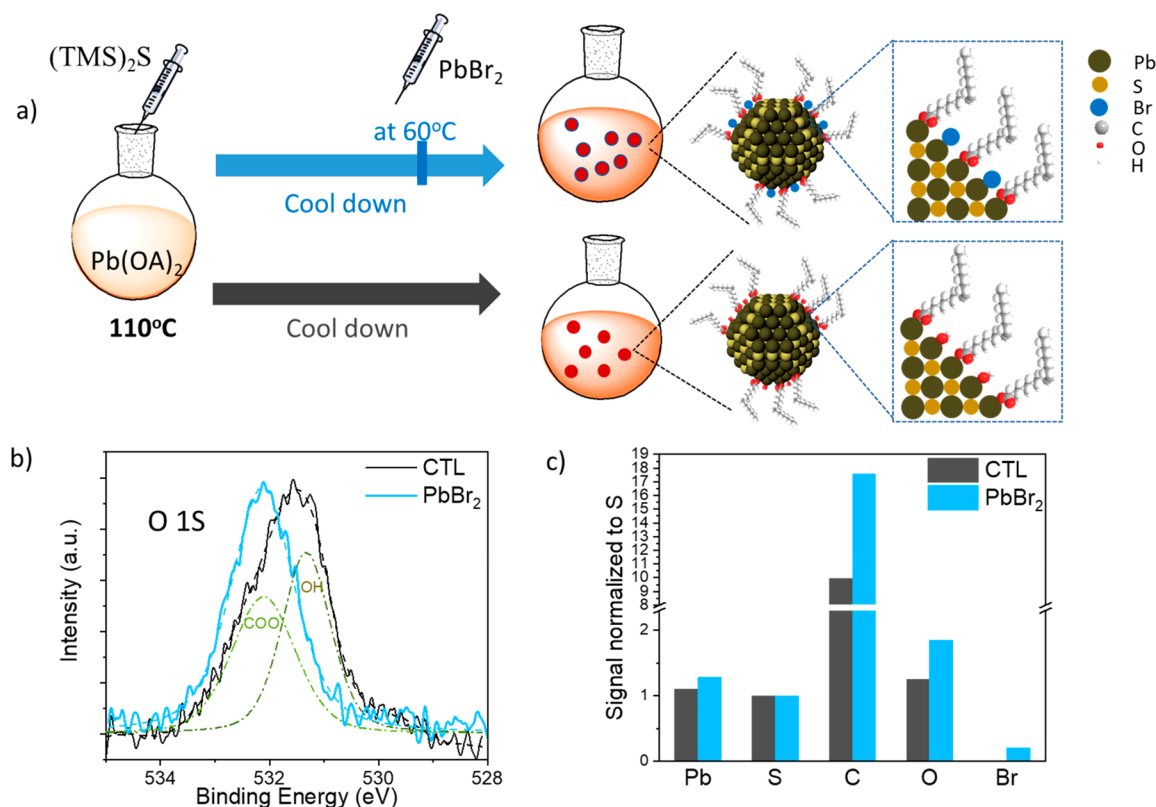 a)
(TMS)2S
PbBr2
at 60°C
Cool down
Pb(OA)2
110°C
Cool down
Pb
S
Br
C
O
H
b)
CTL
PbBr2
O 1S
OH
COO
Intensity (a.u.)
534
532
530
528
Binding Energy (eV)
c)
CTL
PbBr2
Signal normalized to S
19
18
17
16
15
14
13
12
11
10
9
8
2
1
0
Pb
S
C
O
Br